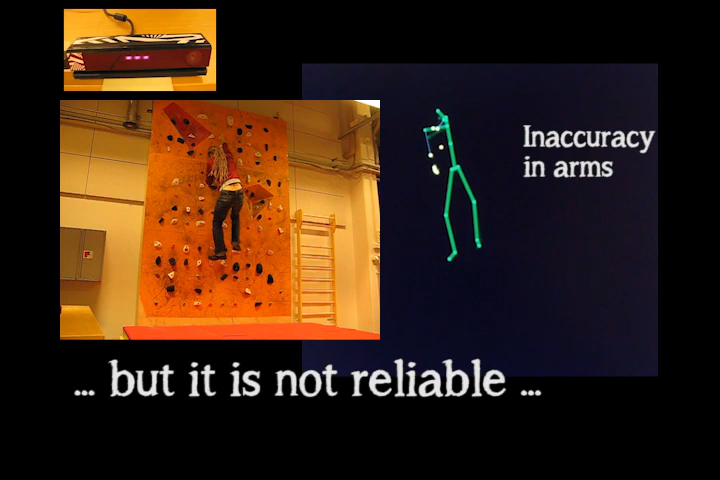 Inaccuracy
in arms
... but it is not reliable ...